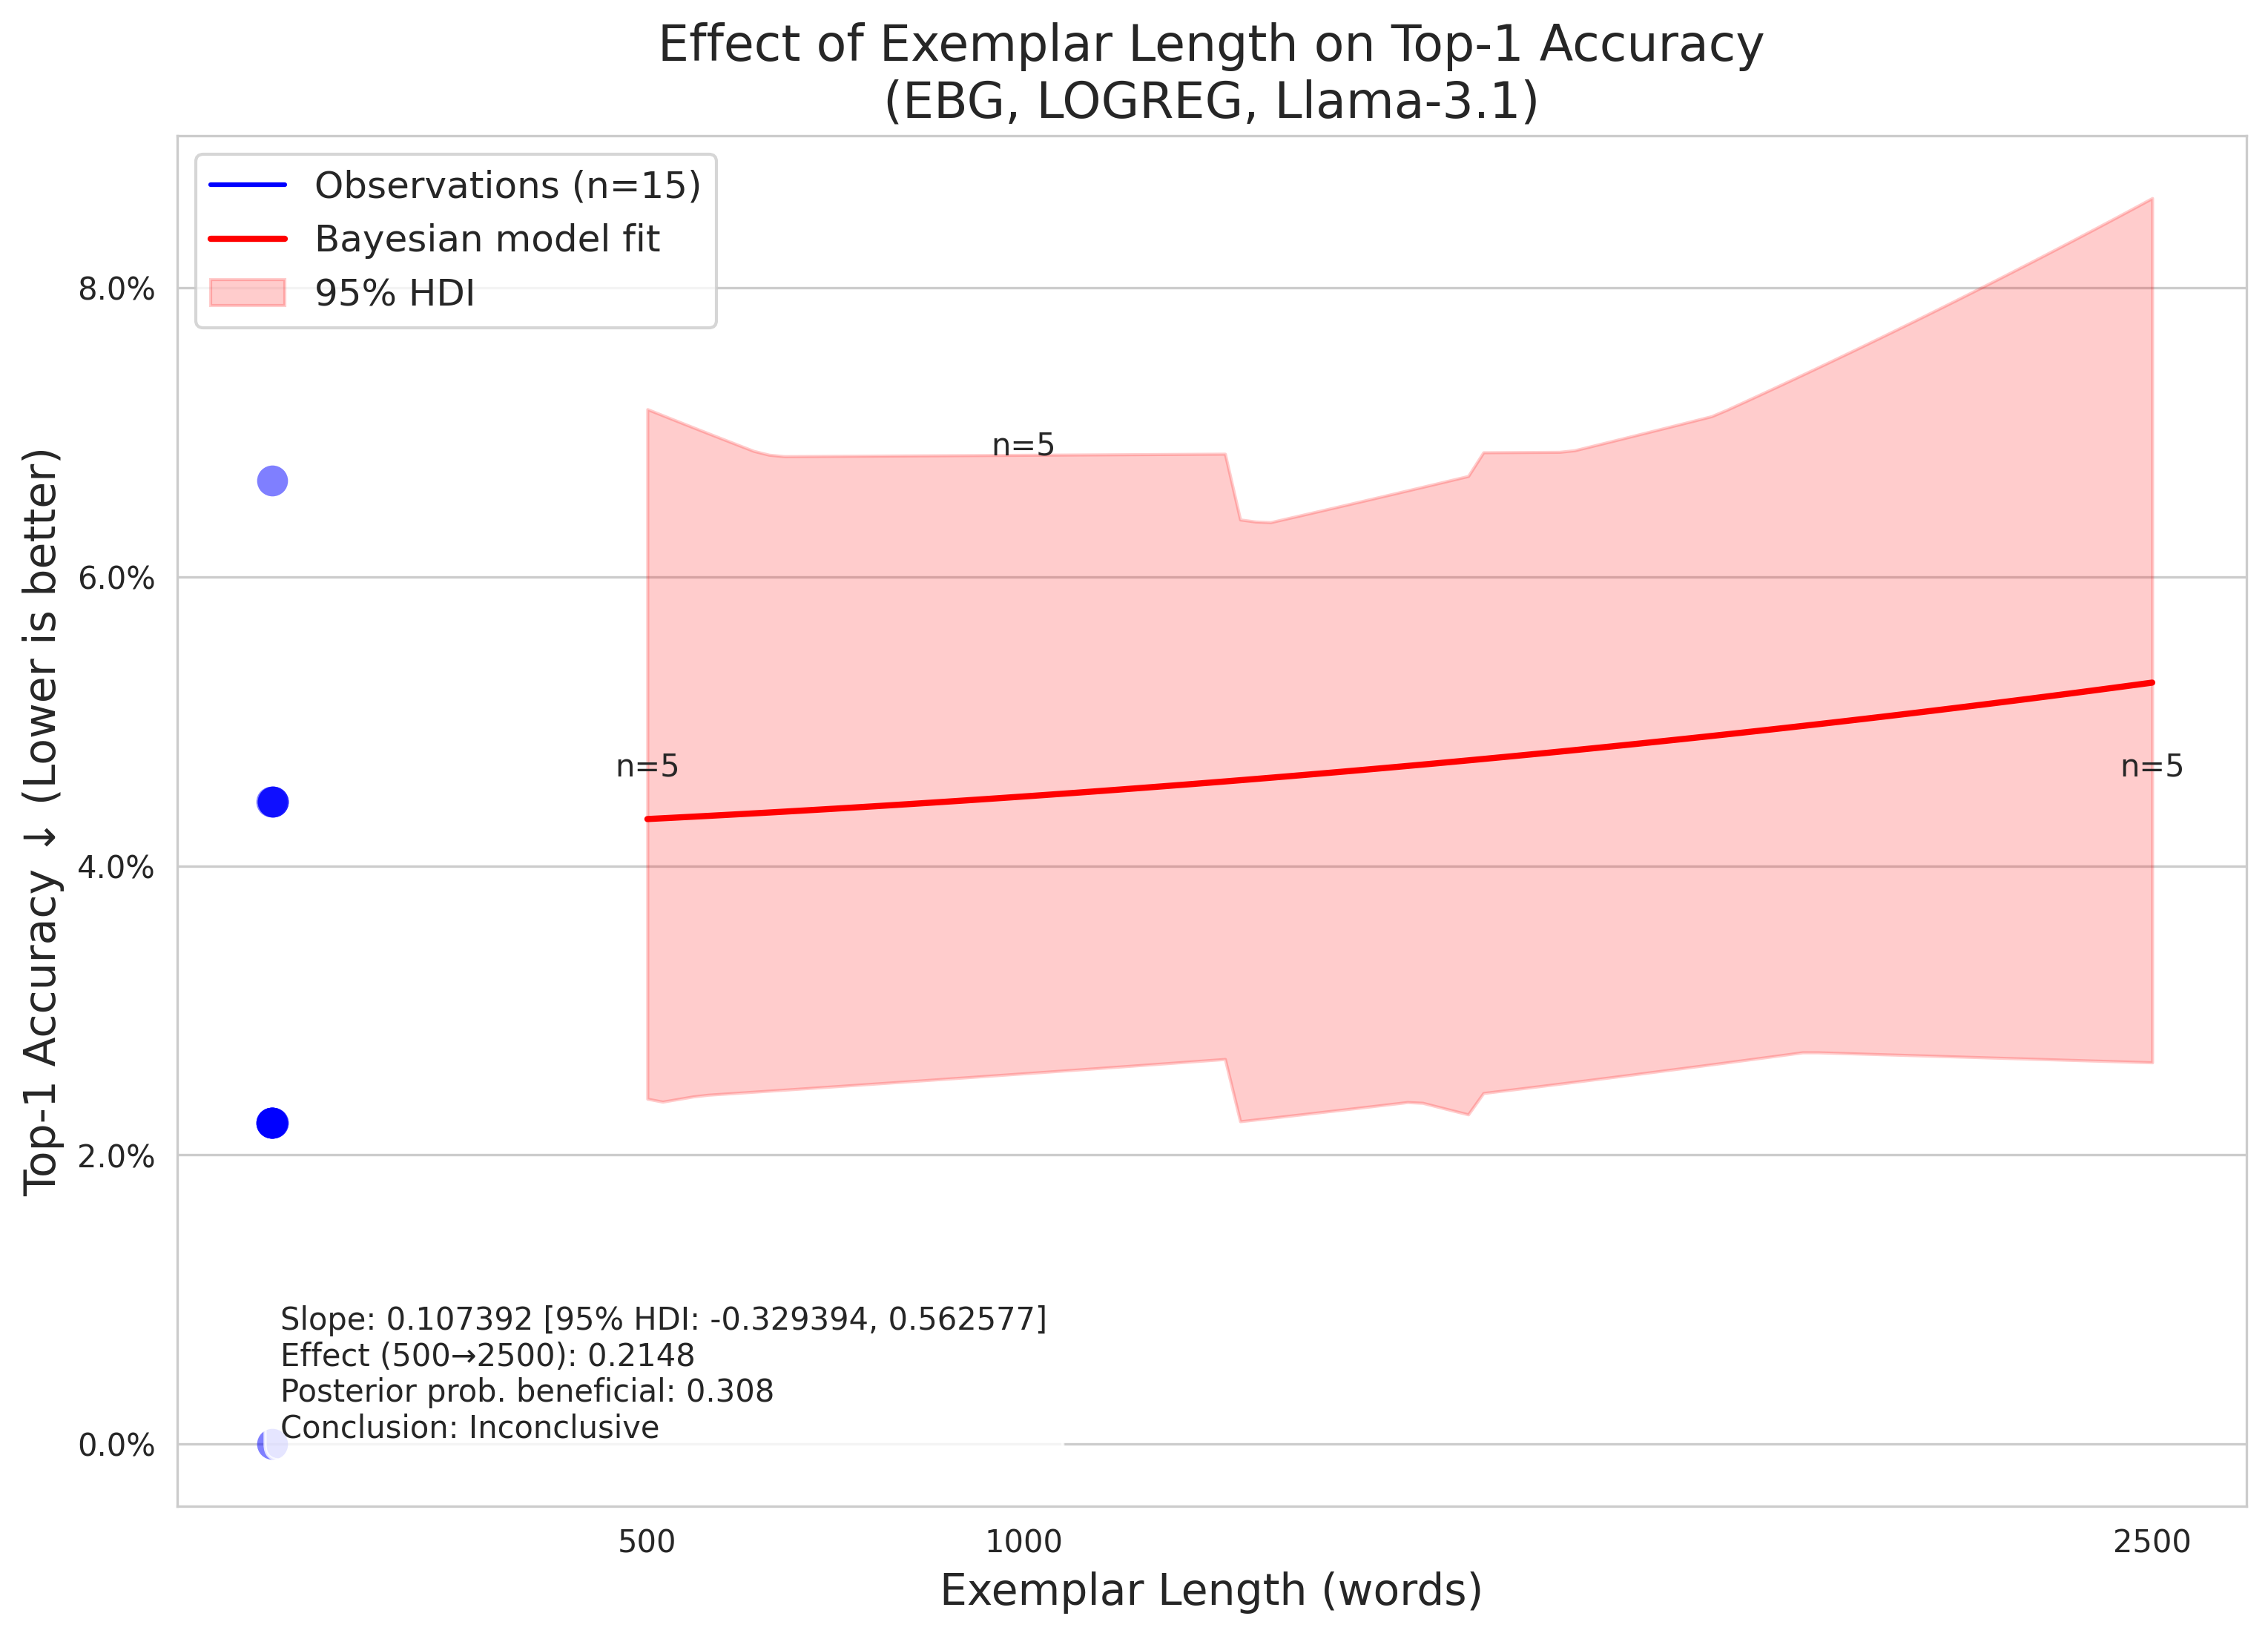 Effect of Exemplar Length on Top-1 Accuracy
(EBG, LOGREG, Llama-3.1)
Observations (n=15)
Bayesian model fit
95% HDI
Top-1 Accuracy ↓ (Lower is better)
8.0%
6.0%
4.0%
2.0%
0.0%
n=5
n=5
n=5
Slope: 0.107392 [95% HDI: -0.329394, 0.562577]
Effect (500→2500): 0.2148
Posterior prob. beneficial: 0.308
Conclusion: Inconclusive
500
1000
2500
Exemplar Length (words)